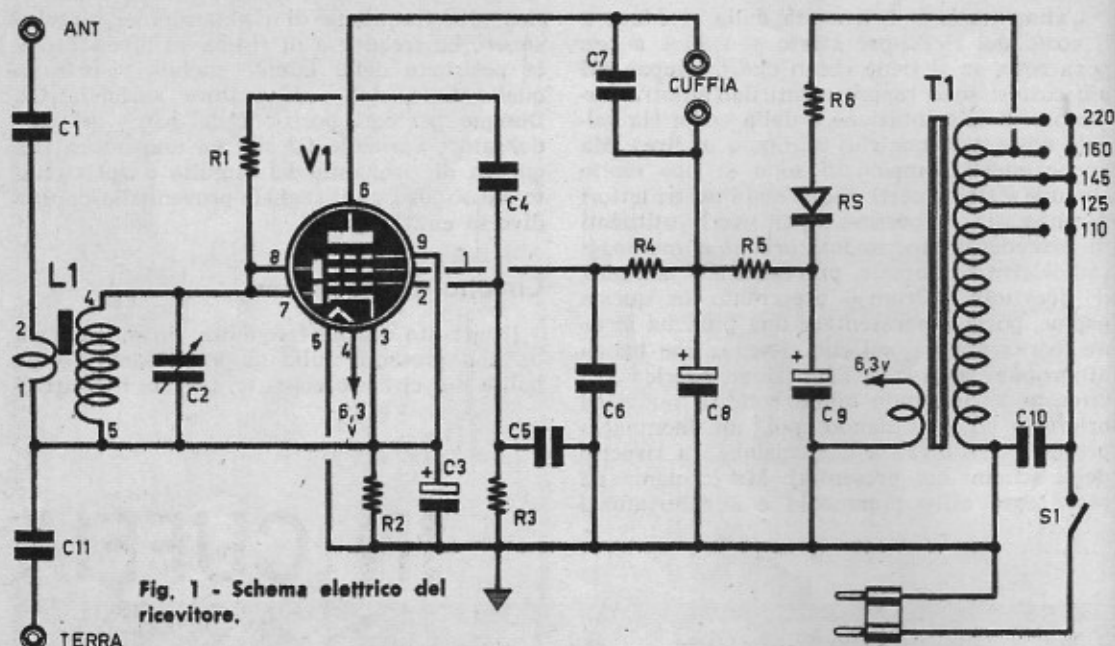 ANT
C1
L1
2
1
4
5
C2
R1
V1
6
8
7
9
1
2
5
4
3
6,3
v
C4
C7
CUFFIA
R6
RS
R4
R5
C6
C5
C8
+
C9
+
6,3v
T1
220
160
145
125
110
C10
S1
R2
+
C3
R3
C11
TERRA
Fig. 1 - Schema elettrico del
ricevitore.